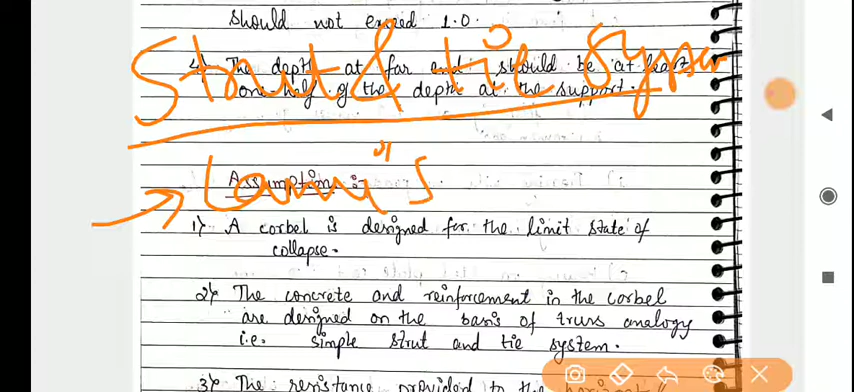 should not exceed 1.0.
Strut & tie System
4) The depth at far end should be at least
one-half of the depth at the support.
Lami's
Assumption :-
1) A corbel is designed for the limit state of
collapse.
2) The concrete and reinforcement in the corbel
are designed on the basis of truss analogy
i.e. simple strut and tie system.
3) The resistance provided to the horizontal